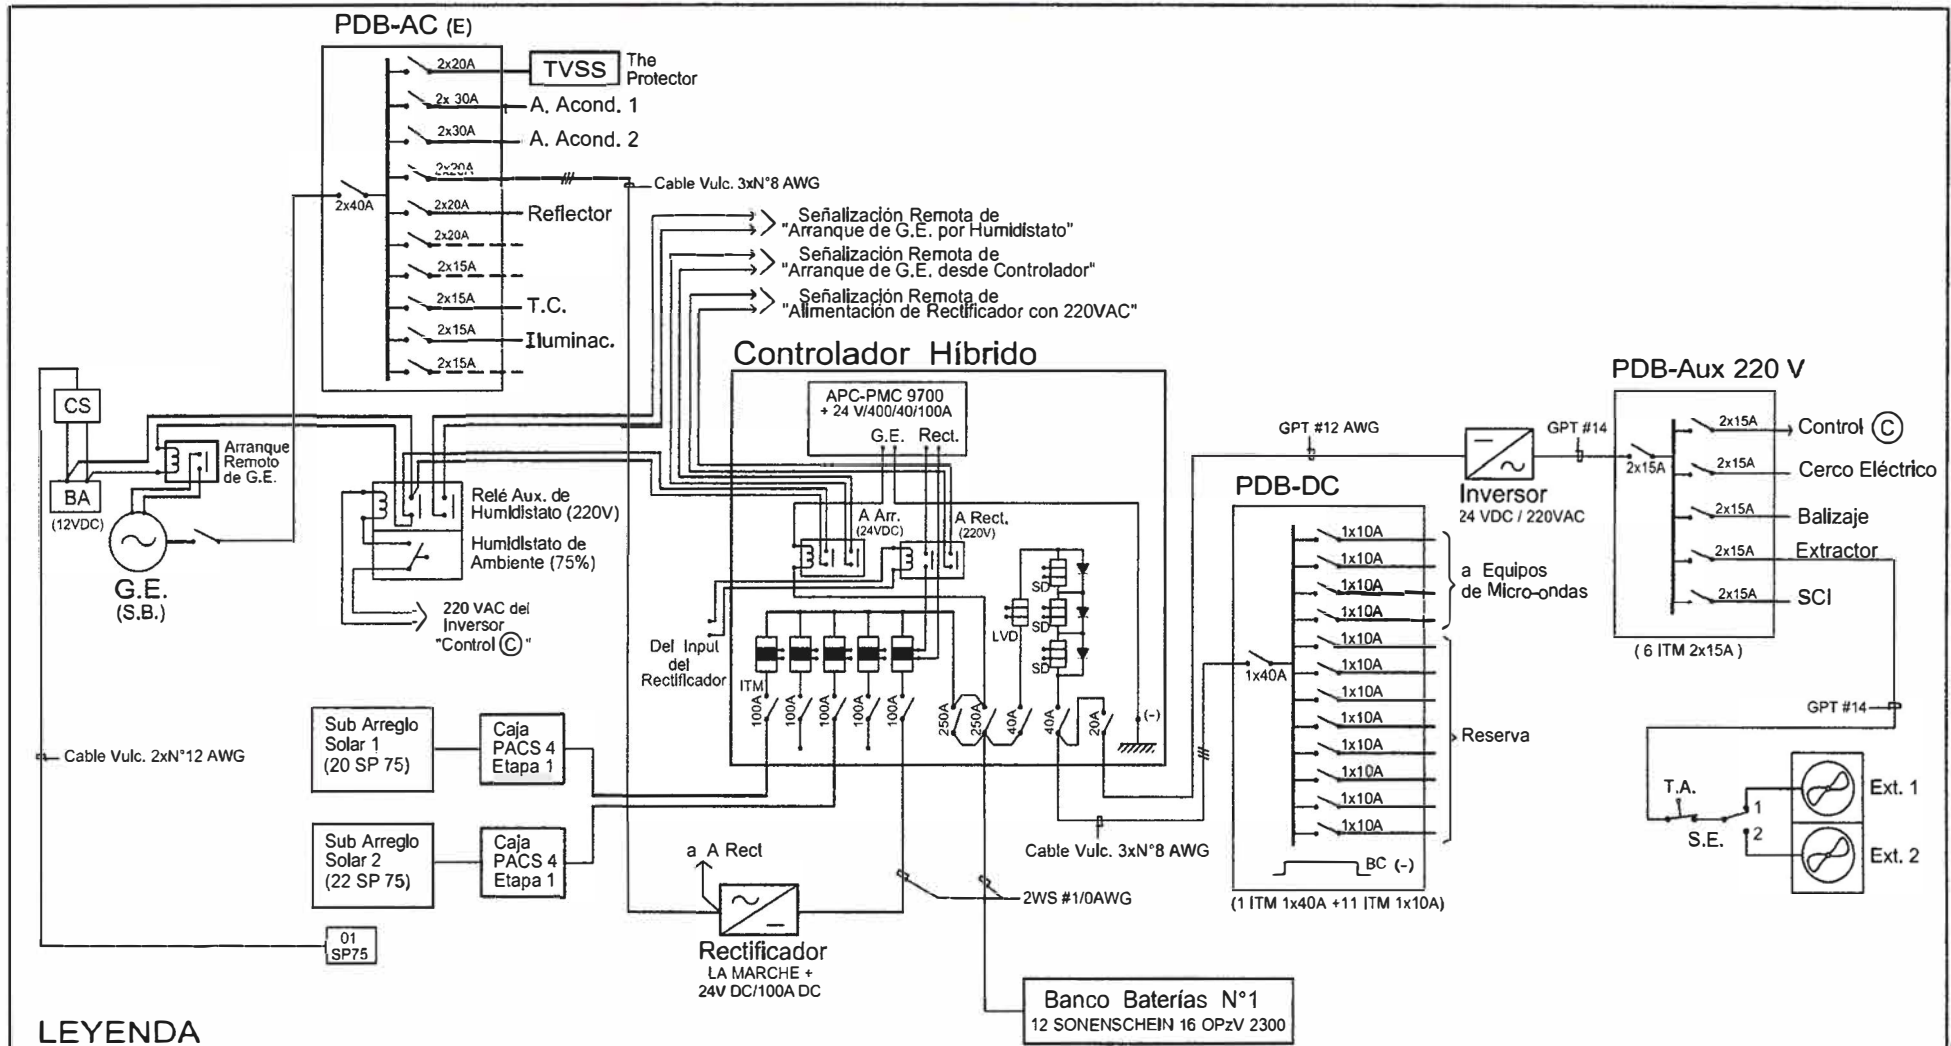 PDB-AC (E)
2x20A
TVSS
The
Protector
2x 30A
A. Acond. 1
2x30A
A. Acond. 2
2x20A
Cable Vulc. 3xN°8 AWG
2x40A
2x20A
Reflector
2x20A
2x15A
2x15A
T.C.
2x15A
Iluminac.
2x15A
Señalización Remota de
"Arranque de G.E. por Humidistato"
Señalización Remota de
"Arranque de G.E. desde Controlador"
Señalización Remota de
"Alimentación de Rectificador con 220VAC"
CS
BA
(12VDC)
Arranque
Remoto
de G.E.
G.E.
(S.B.)
Relé Aux. de
Humidistato (220V)
Humidistato de
Ambiente (75%)
220 VAC del
Inversor
"Control C "
Controlador Híbrido
APC-PMC 9700
+ 24 V/400/40/100A
G.E. Rect.
A Arr.
(24VDC)
A Rect.
(220V)
SD
SD
SD
LVD
Del Input
del
Rectificador
ITM
100A
100A
100A
100A
100A
250A
250A
40A
40A
20A
(-)
Sub Arreglo
Solar 1
(20 SP 75)
Caja
PACS 4
Etapa 1
Sub Arreglo
Solar 2
(22 SP 75)
Caja
PACS 4
Etapa 1
Cable Vulc. 2xN°12 AWG
01
SP75
a A Rect
Rectificador
LA MARCHE +
24V DC/100A DC
2WS #1/0AWG
Cable Vulc. 3xN°8 AWG
Banco Baterías N°1
12 SONENSCHEIN 16 OPzV 2300
GPT #12 AWG
Inversor
24 VDC / 220VAC
GPT #14
PDB-DC
1x40A
1x10A
1x10A
1x10A
1x10A
a Equipos
de Micro-ondas
1x10A
1x10A
1x10A
1x10A
1x10A
1x10A
1x10A
1x10A
Reserva
BC (-)
(1 ITM 1x40A +11 ITM 1x10A)
PDB-Aux 220 V
2x15A
2x15A
Control C
2x15A
Cerco Eléctrico
2x15A
Balizaje
2x15A
Extractor
2x15A
SCI
( 6 ITM 2x15A )
GPT #14
T.A.
S.E.
1
2
Ext. 1
Ext. 2
LEYENDA